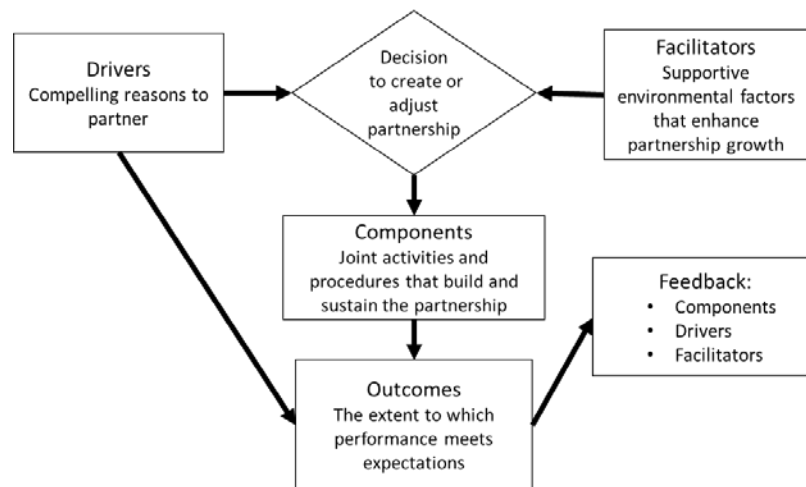 Drivers
Compelling reasons to
partner
Decision
to create or
adjust
partnership
Facilitators
Supportive
environmental factors
that enhance
partnership growth
Components
Joint activities and
procedures that build and
sustain the partnership
Feedback:
• Components
• Drivers
• Facilitators
Outcomes
The extent to which
performance meets
expectations